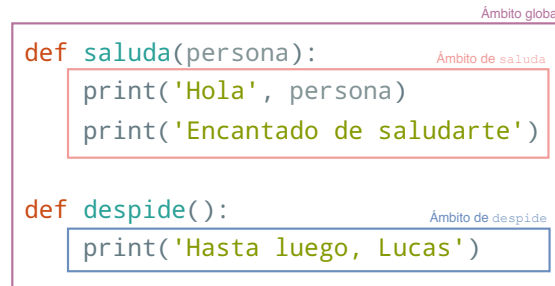 Ámbito globa
def saluda(persona):
Ámbito de saluda
print('Hola', persona)
print('Encantado de saludarte')
def despide():
Ámbito de despide
print('Hasta luego, Lucas')